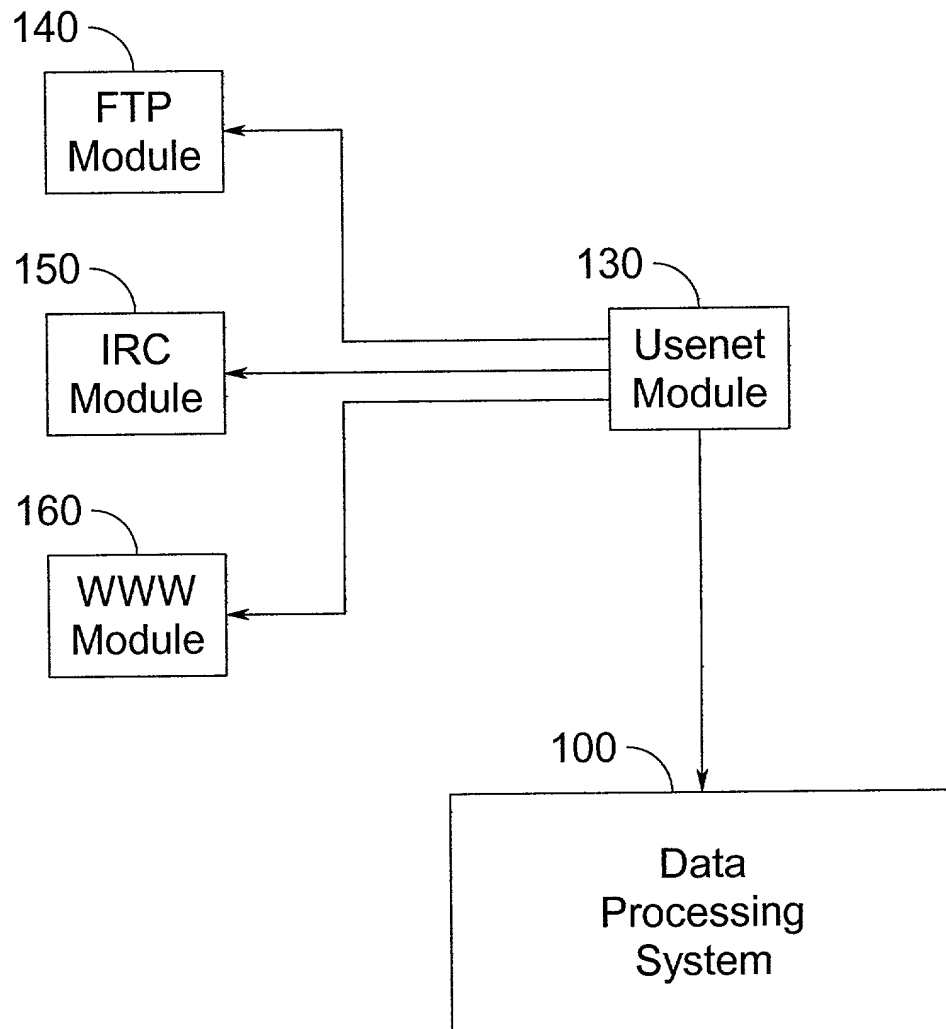 140
FTP
Module
150
IRC
Module
130
Usenet
Module
160
WWW
Module
100
Data
Processing
System